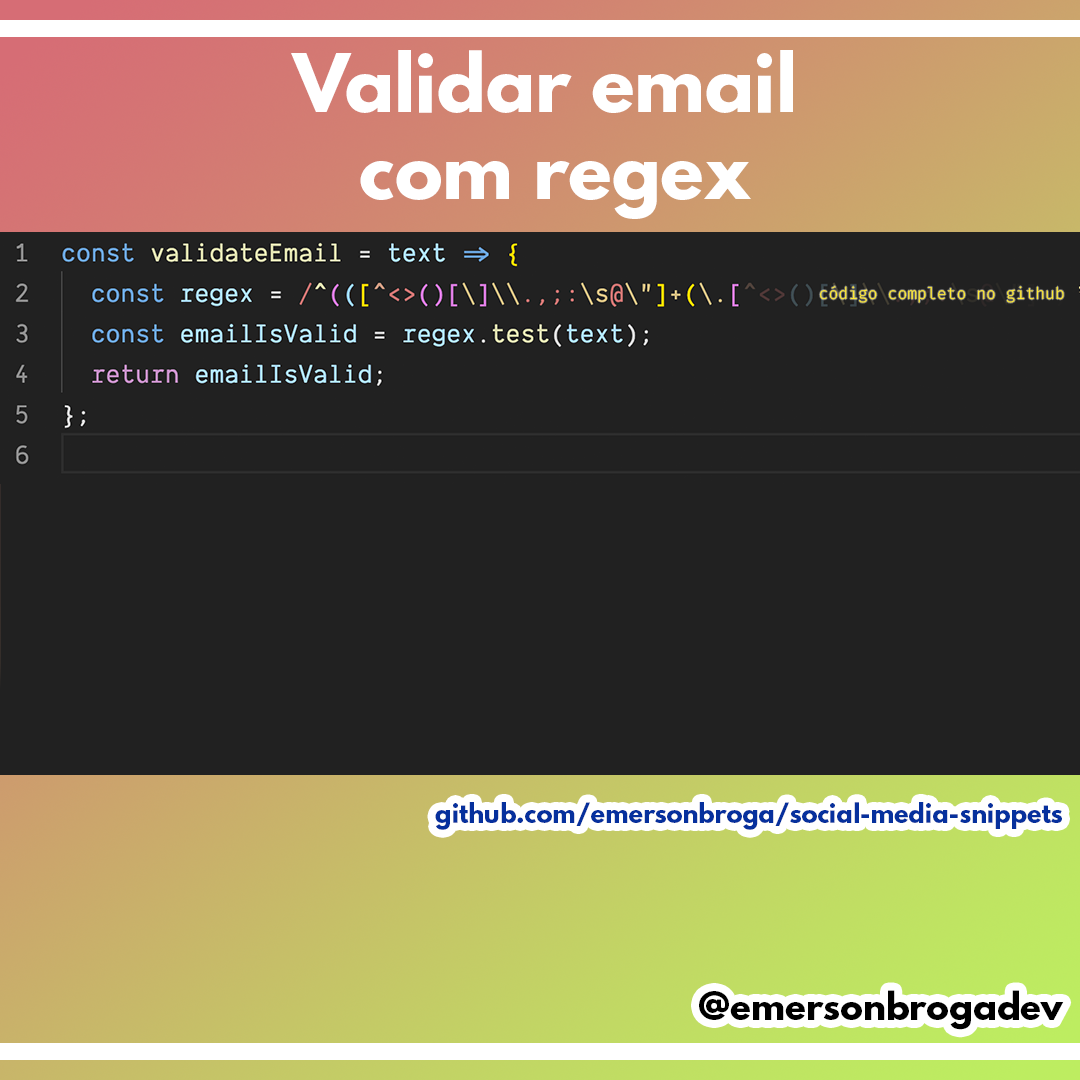 Validar email
com regex
1 const validateEmail = text => {
2 const regex = /^(([^<>()[\]\\.,;:\s@\"]+(\.[^<>()[ código completo no github
3 const emailIsValid = regex.test(text);
4 return emailIsValid;
5 };
6
github.com/emersonbroga/social-media-snippets
@emersonbrogadev